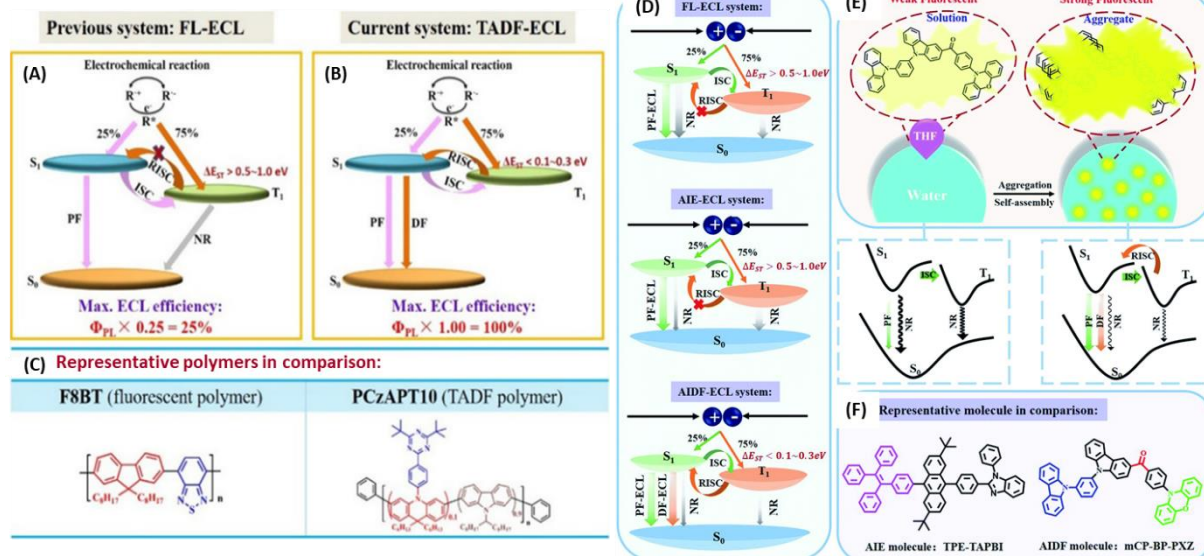 Previous system: FL-ECL
Current system: TADF-ECL
(A)
Electrochemical reaction
R·+
R·−
e-
R*
25%
75%
S1
RISC
ISC
ΔEST > 0.5~1.0 eV
T1
PF
NR
S0
Max. ECL efficiency:
ΦPL × 0.25 = 25%
(B)
Electrochemical reaction
R·+
R·−
e-
R*
25%
75%
S1
RISC
ISC
ΔEST < 0.1~0.3 eV
T1
PF
DF
S0
Max. ECL efficiency:
ΦPL × 1.00 = 100%
(C) Representative polymers in comparison:
F8BT (fluorescent polymer)
PCzAPT10 (TADF polymer)
C8H17 C8H17
N
S
N
n
N
N
N
N
0.1
N
n
(D)
FL-ECL system:
+ −
25%
75%
S1
ISC
ΔEST > 0.5~1.0eV
RISC
T1
PF-ECL
NR
NR
S0
AIE-ECL system:
+ −
25%
75%
S1
ISC
ΔEST > 0.5~1.0eV
RISC
T1
PF-ECL
NR
NR
S0
AIDF-ECL system:
+ −
25%
75%
S1
ISC
ΔEST < 0.1~0.3eV
RISC
T1
PF-ECL
DF-ECL
NR
NR
S0
(E)
Weak Fluorescent
Solution
Strong Fluorescent
Aggregate
THF
Water
Aggregation
Self-assembly
S1
ISC
T1
PF
NR
NR
S0
S1
RISC
ISC
T1
PF
DF
NR
NR
S0
(F)
Representative molecule in comparison:
N
N
N
N
O
N
O
AIE molecule: TPE-TAPBI
AIDF molecule: mCP-BP-PXZ